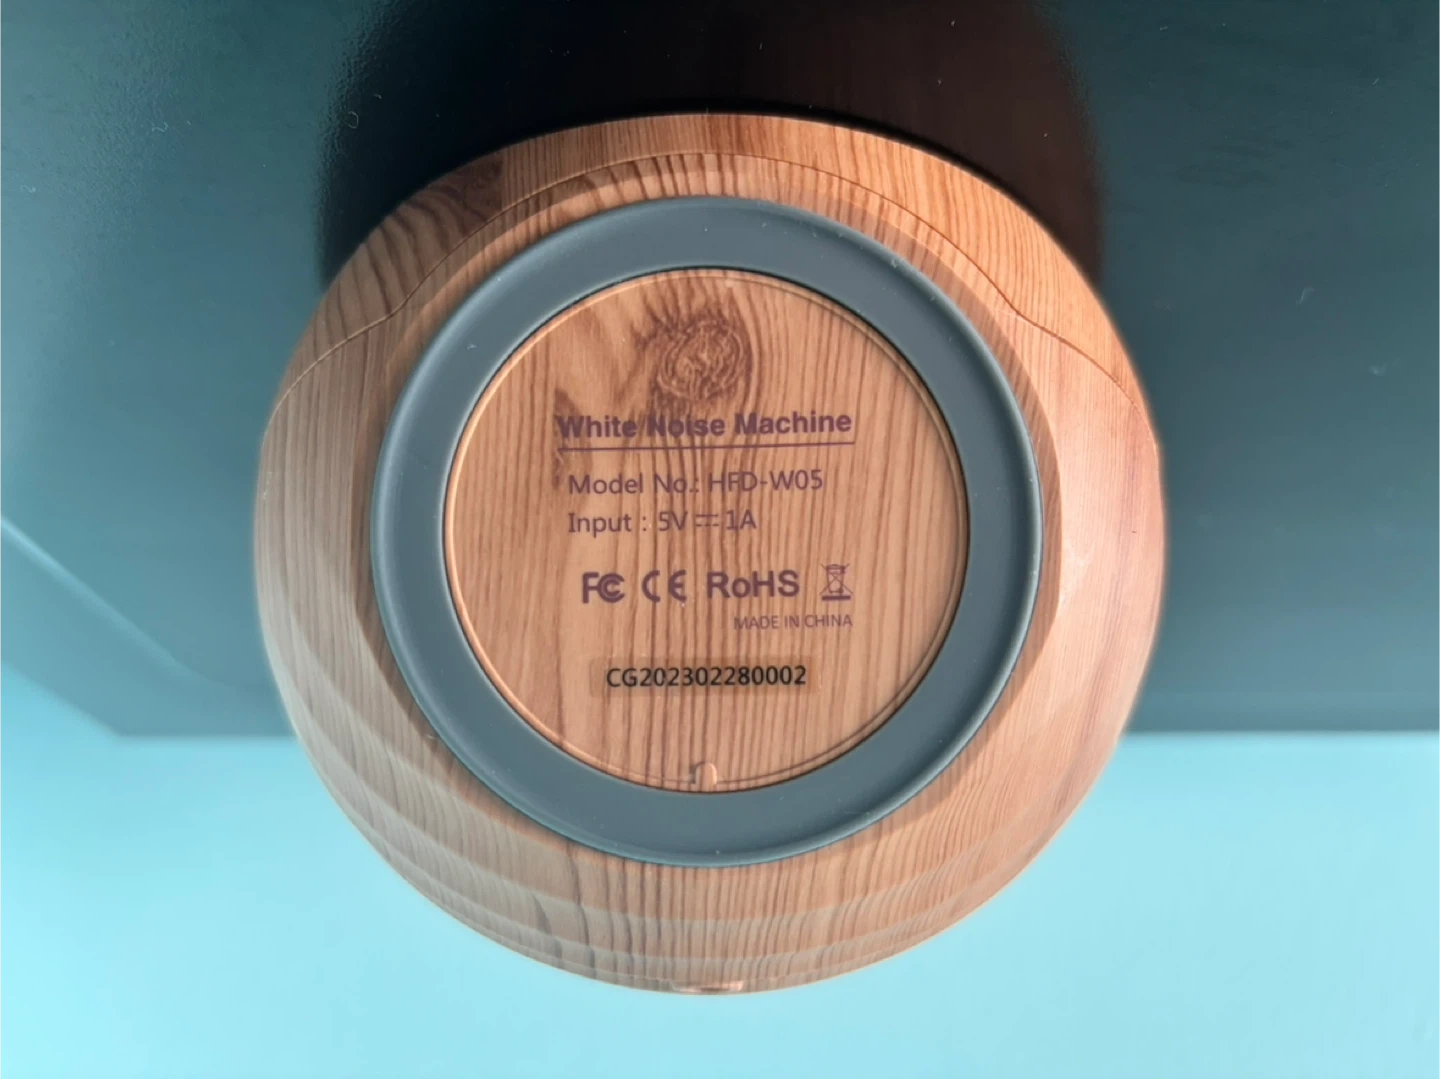 White Noise Machine
Model No.: HFD-W05
Input : 5V ⎓ 1A
FC CE RoHS
MADE IN CHINA
CG202302280002